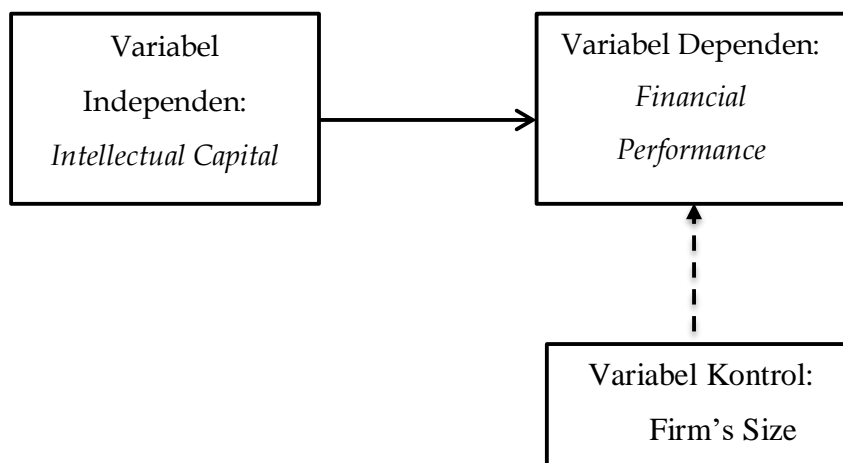 Variabel
Independen:
Intellectual Capital
Variabel Dependen:
Financial
Performance
Variabel Kontrol:
Firm's Size